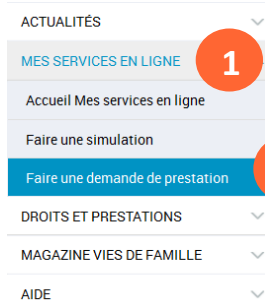 ACTUALITÉS
MES SERVICES EN LIGNE
1
Accueil Mes services en ligne
Faire une simulation
Faire une demande de prestation
DROITS ET PRESTATIONS
MAGAZINE VIES DE FAMILLE
AIDE